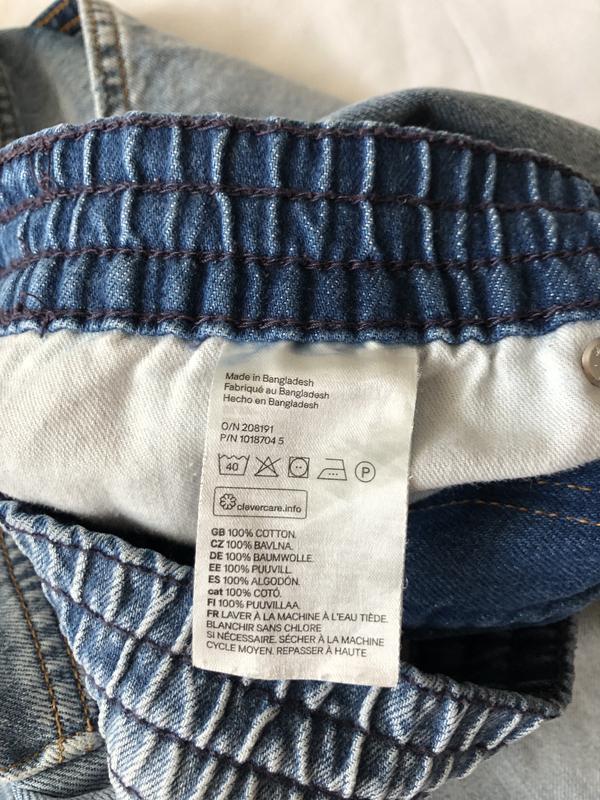 Made in Bangladesh
Fabriqué au Bangladesh
Hecho en Bangladesh
O/N 208191
P/N 1018704 5
40
P
clevercare.info
GB 100% COTTON.
CZ 100% BAVLNA.
DE 100% BAUMWOLLE.
EE 100% PUUVILL.
ES 100% ALGODÓN.
cat 100% COTÓ.
FI 100% PUUVILLAA.
FR LAVER À LA MACHINE À L'EAU TIÈDE.
BLANCHIR SANS CHLORE
SI NÉCESSAIRE. SÉCHER À LA MACHINE
CYCLE MOYEN. REPASSER À HAUTE